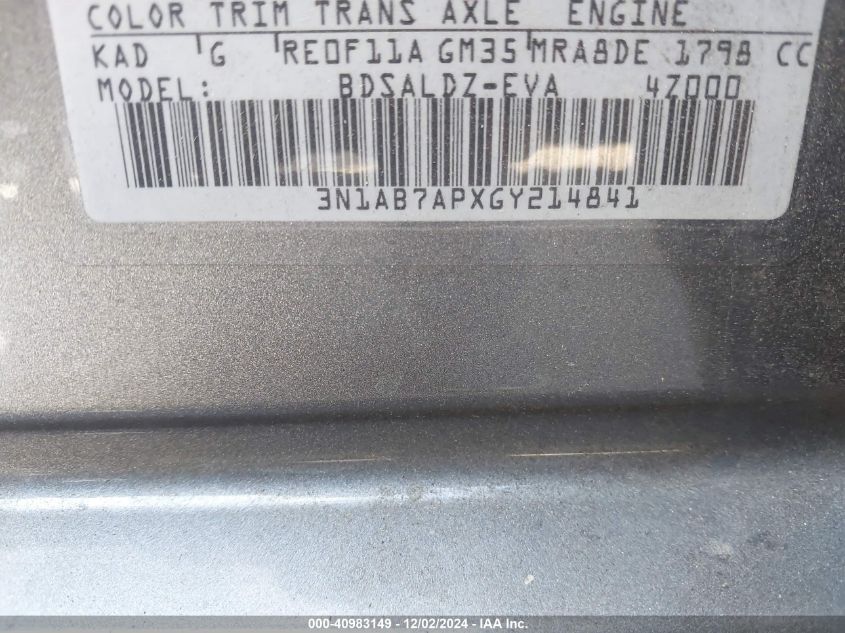 COLOR TRIM TRANS AXLE ENGINE
KAD G RE0F11A GM35 MRA8DE 1798 CC
MODEL: BDSALDZ-EVA 4Z000
3N1AB7APXGY214841
000-40983149 - 12/02/2024 - IAA Inc.